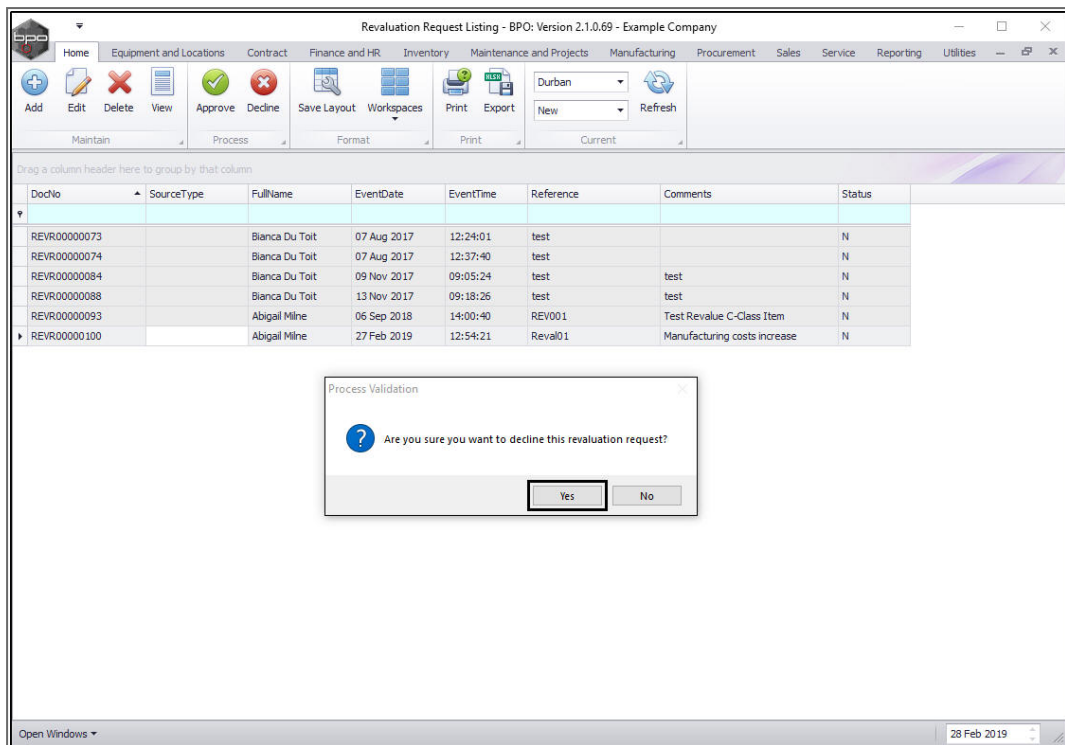 Revaluation Request Listing - BPO: Version 2.1.0.69 - Example Company
bpo
Home Equipment and Locations Contract Finance and HR Inventory Maintenance and Projects Manufacturing Procurement Sales Service Reporting Utilities
Add Edit Delete View Approve Decline Save Layout Workspaces Print Export Durban New Refresh
Maintain Process Format Print Current
Drag a column header here to group by that column
DocNo SourceType FullName EventDate EventTime Reference Comments Status
REVR00000073 Bianca Du Toit 07 Aug 2017 12:24:01 test N
REVR00000074 Bianca Du Toit 07 Aug 2017 12:37:40 test N
REVR00000084 Bianca Du Toit 09 Nov 2017 09:05:24 test test N
REVR00000088 Bianca Du Toit 13 Nov 2017 09:18:26 test test N
REVR00000093 Abigail Milne 06 Sep 2018 14:00:40 REV001 Test Revalue C-Class Item N
REVR00000100 Abigail Milne 27 Feb 2019 12:54:21 Reval01 Manufacturing costs increase N
Process Validation
Are you sure you want to decline this revaluation request?
Yes No
Open Windows 28 Feb 2019